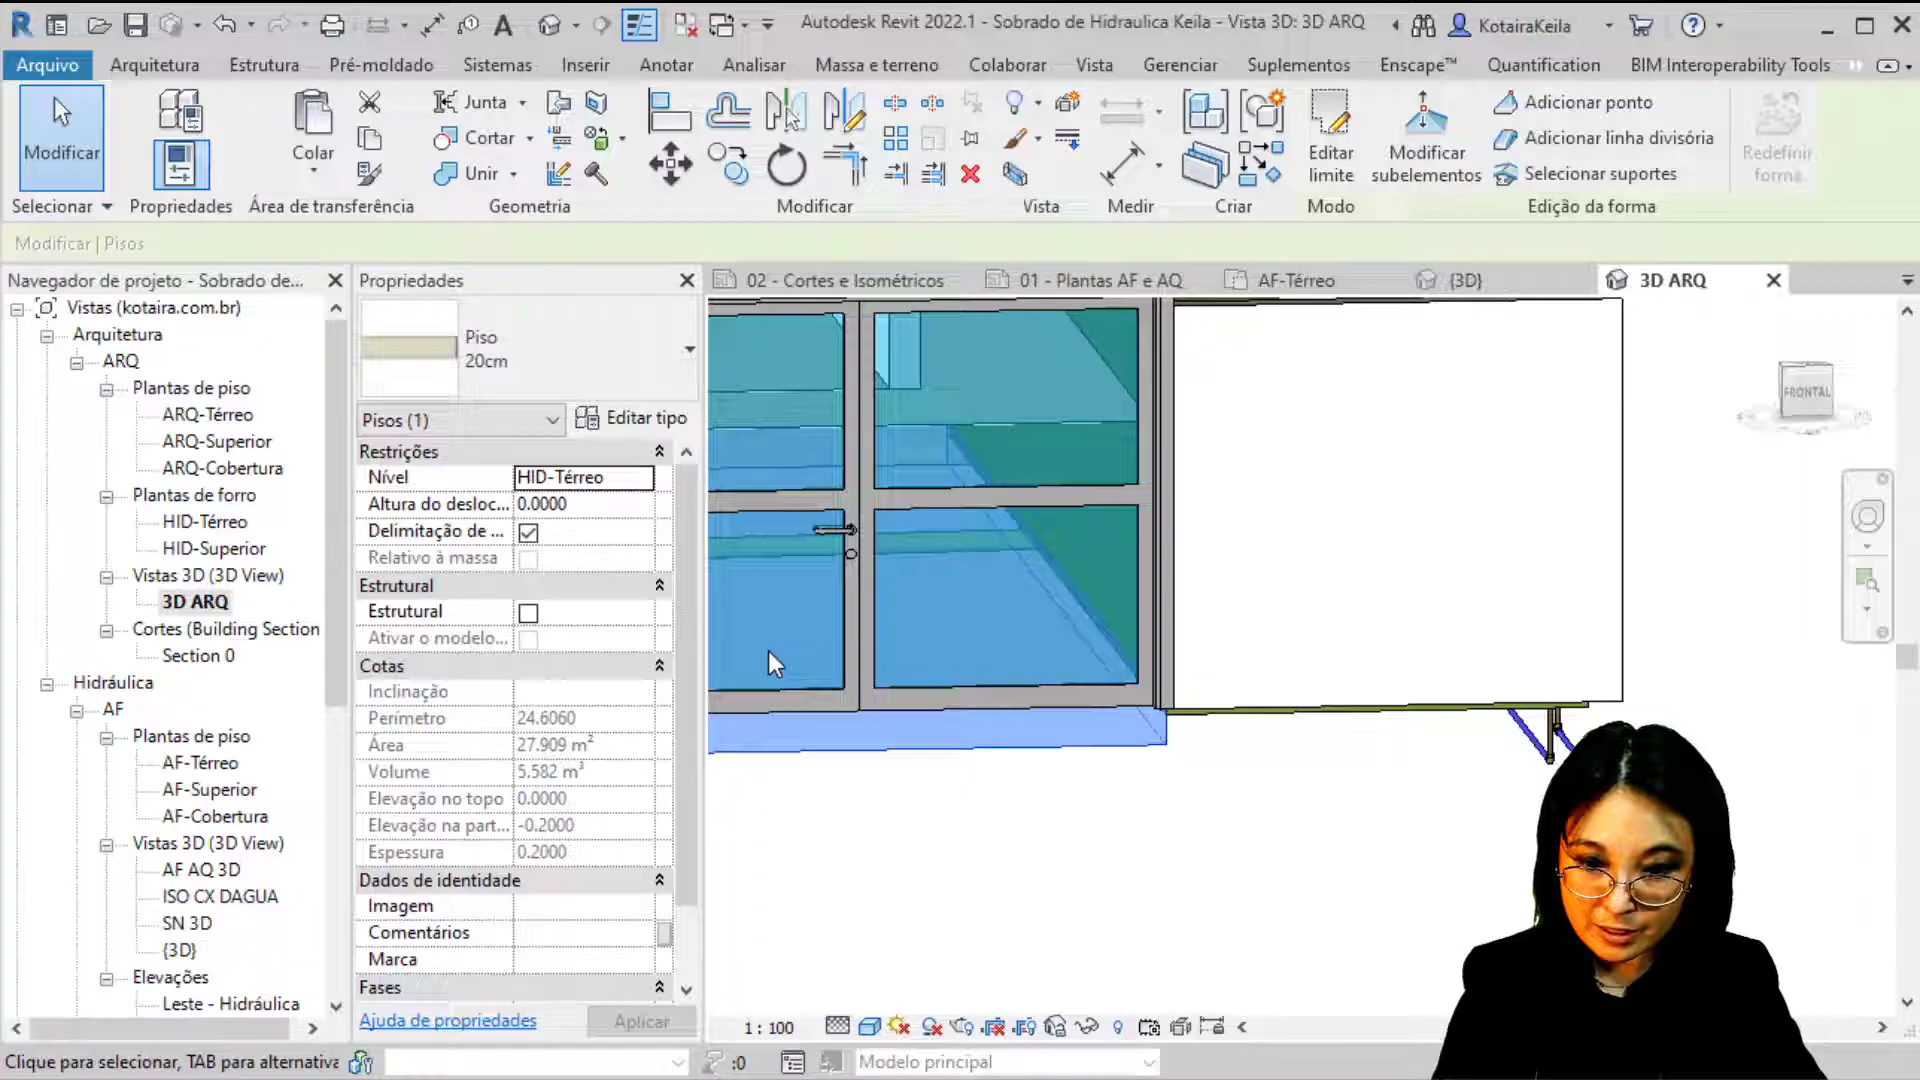 Autodesk Revit 2022.1 - Sobrado de Hidraulica Keila - Vista 3D: 3D ARQ
KotairaKeila
Arquivo Arquitetura Estrutura Pré-moldado Sistemas Inserir Anotar Analisar Massa e terreno Colaborar Vista Gerenciar Suplementos Enscape™ Quantification BIM Interoperability Tools
Modificar
Colar
Junta
Cortar
Unir
Editar limite
Modificar subelementos
Adicionar ponto
Adicionar linha divisória
Selecionar suportes
Redefinir forma
Selecionar Propriedades Área de transferência Geometria Modificar Vista Medir Criar Modo Edição da forma
Modificar | Pisos
Navegador de projeto - Sobrado de...
Vistas (kotaira.com.br)
Arquitetura
ARQ
Plantas de piso
ARQ-Térreo
ARQ-Superior
ARQ-Cobertura
Plantas de forro
HID-Térreo
HID-Superior
Vistas 3D (3D View)
3D ARQ
Cortes (Building Section
Section 0
Hidráulica
AF
Plantas de piso
AF-Térreo
AF-Superior
AF-Cobertura
Vistas 3D (3D View)
AF AQ 3D
ISO CX DAGUA
SN 3D
{3D}
Elevações
Leste - Hidráulica
Propriedades
Piso
20cm
Pisos (1) Editar tipo
Restrições
Nível HID-Térreo
Altura do desloc... 0.0000
Delimitação de ...
Relativo à massa
Estrutural
Estrutural
Ativar o modelo...
Cotas
Inclinação
Perímetro 24.6060
Área 27.909 m²
Volume 5.582 m³
Elevação no topo 0.0000
Elevação na part... -0.2000
Espessura 0.2000
Dados de identidade
Imagem
Comentários
Marca
Fases
Ajuda de propriedades Aplicar
02 - Cortes e Isométricos 01 - Plantas AF e AQ AF-Térreo {3D} 3D ARQ
FRONTAL
1 : 100
Clique para selecionar, TAB para alternativa
:0
Modelo principal